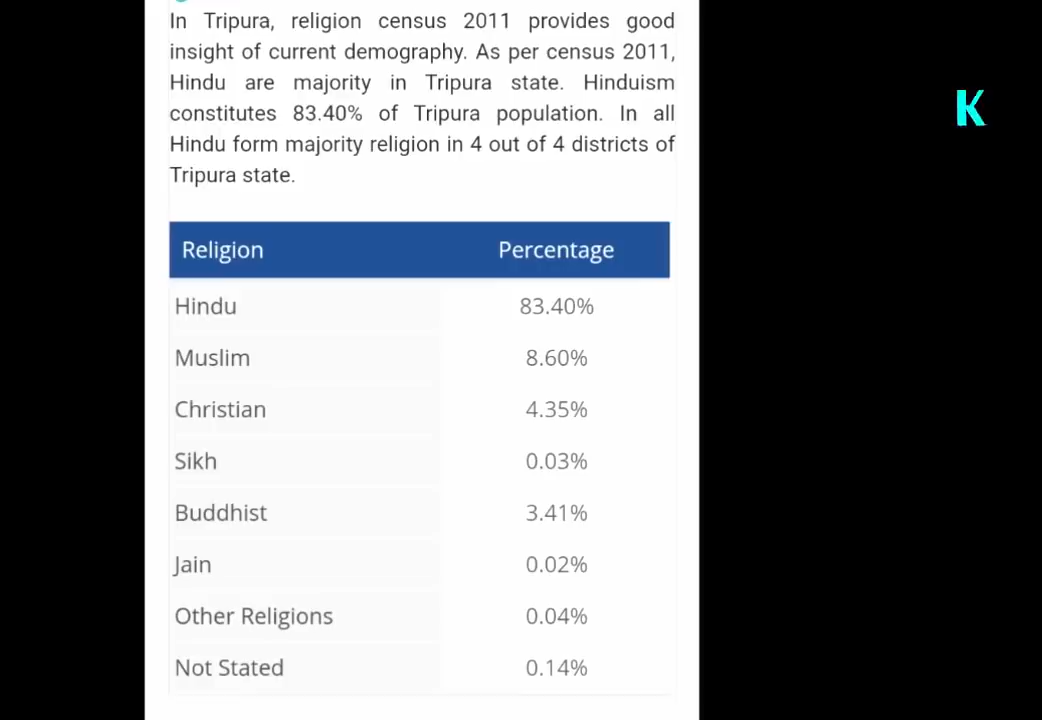 In Tripura, religion census 2011 provides good
insight of current demography. As per census 2011,
Hindu are majority in Tripura state. Hinduism
constitutes 83.40% of Tripura population. In all
Hindu form majority religion in 4 out of 4 districts of
Tripura state.
K
Religion Percentage
Hindu 83.40%
Muslim 8.60%
Christian 4.35%
Sikh 0.03%
Buddhist 3.41%
Jain 0.02%
Other Religions 0.04%
Not Stated 0.14%